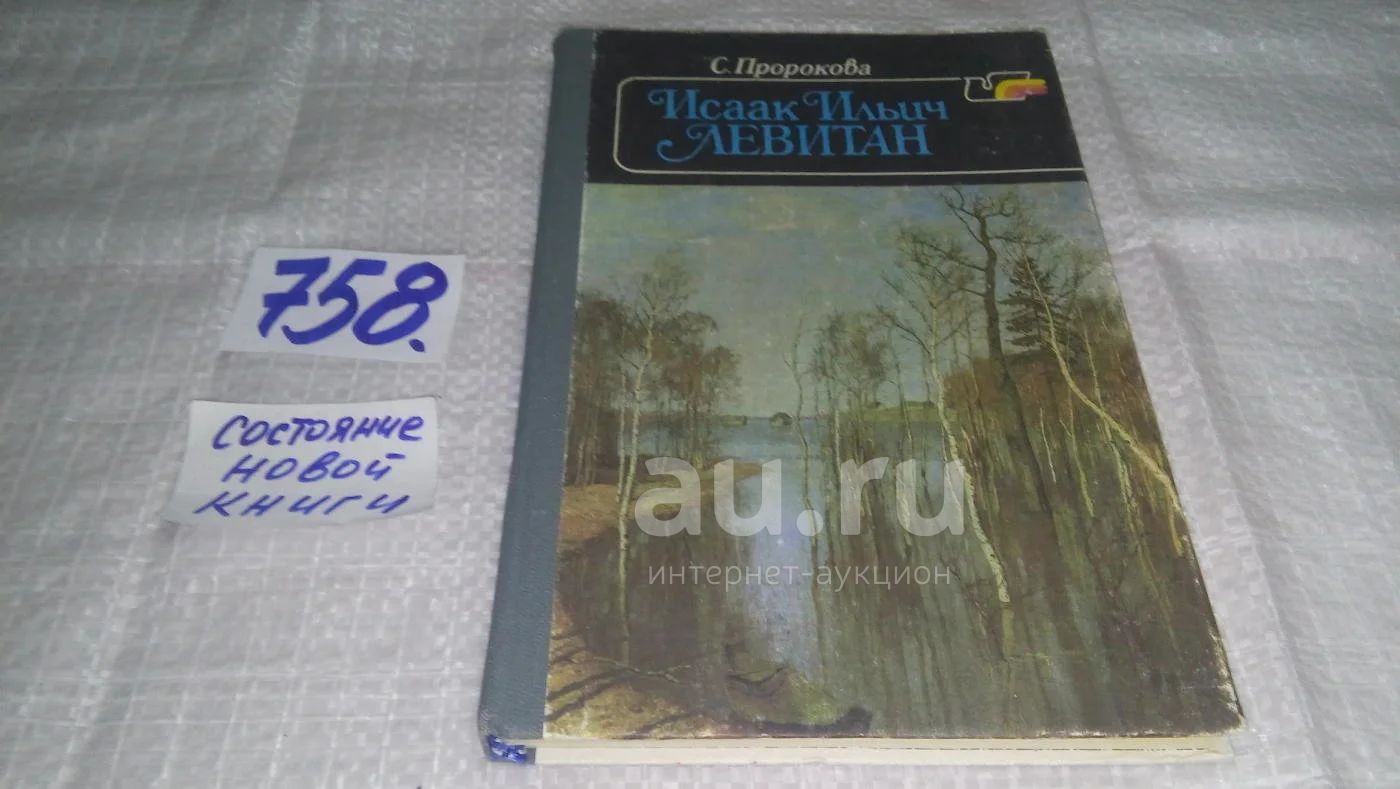 С. Пророкова
Исаак Ильич
ЛЕВИТАН
758.
Состояние
новой
книги
au.ru
интернет-аукцион